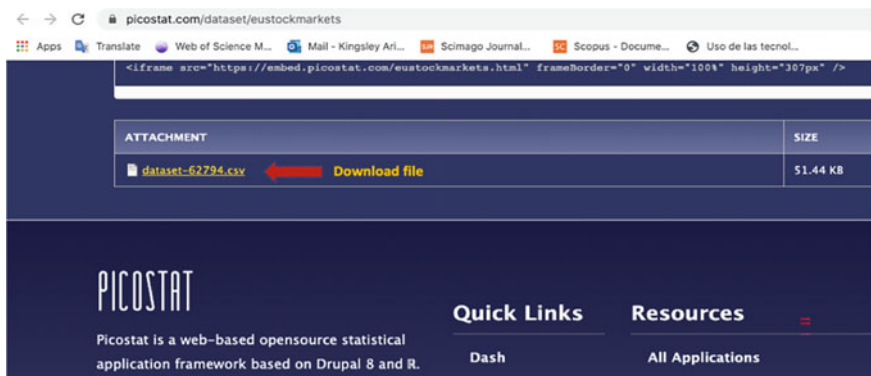 picostat.com/dataset/eustockmarkets
Apps Translate Web of Science M... Mail - Kingsley Ari... Scimago Journal... SC Scopus - Docume... Uso de las tecnol...
<iframe src="https://embed.picostat.com/eustockmarkets.html" frameBorder="0" width="100%" height="307px" />
ATTACHMENT SIZE
dataset-62794.csv Download file 51.44 KB
PICOSTAT
Quick Links Resources
Picostat is a web-based opensource statistical
application framework based on Drupal 8 and R.
Dash All Applications